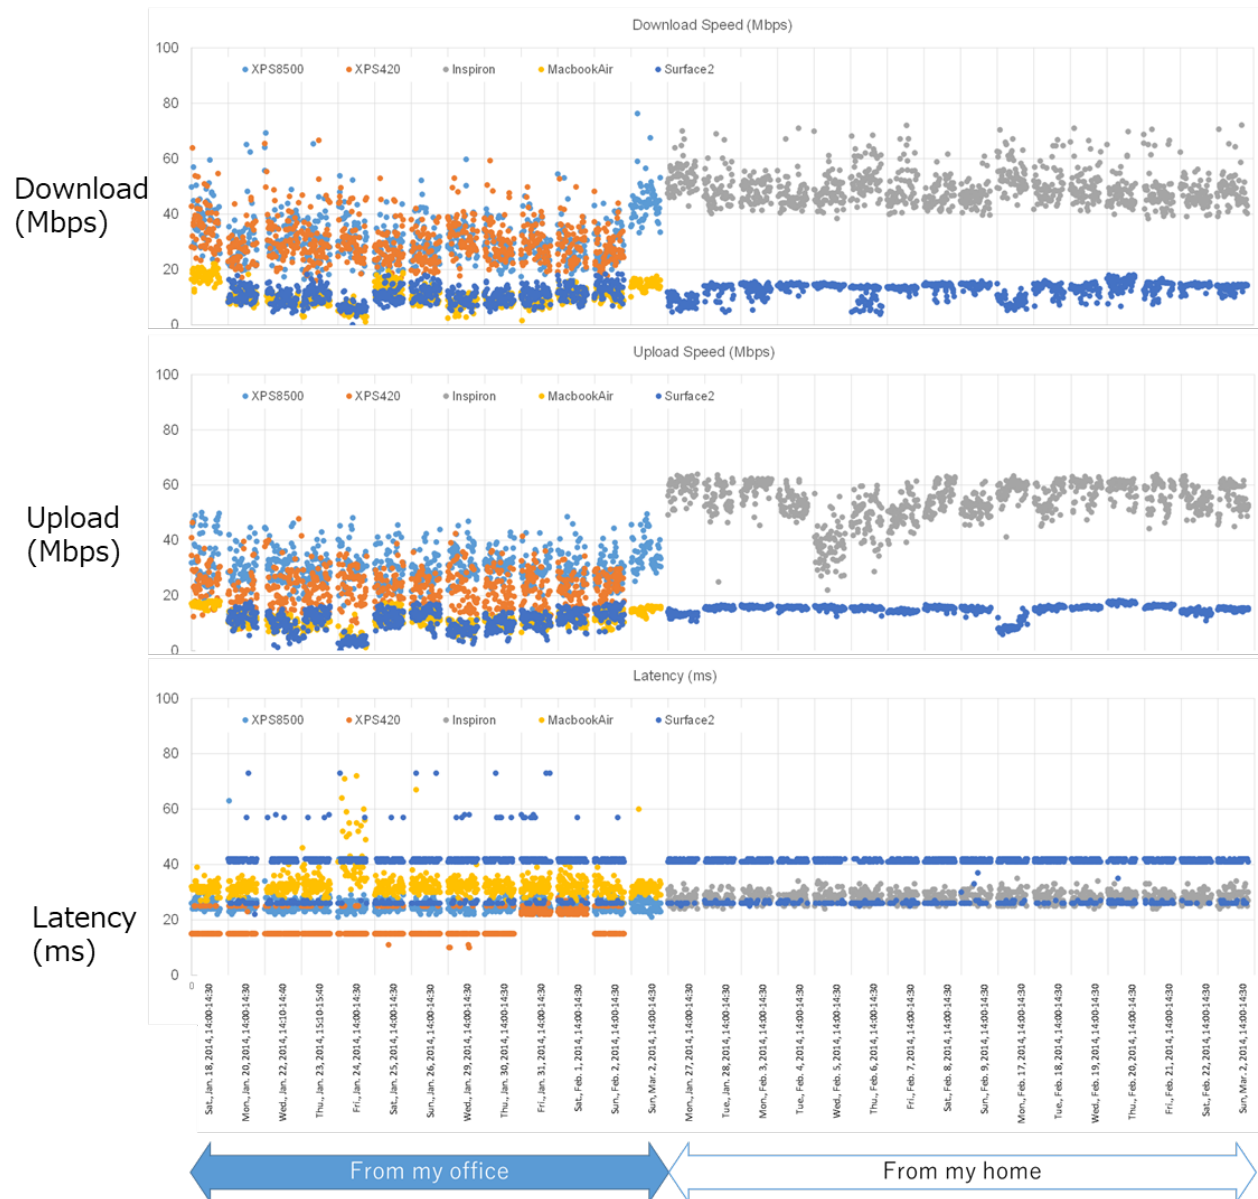 Download Speed (Mbps)
100
XPS8500 XPS420 Inspiron MacbookAir Surface2
80
60
Download
(Mbps)
40
20
0
Upload Speed (Mbps)
100
XPS8500 XPS420 Inspiron MacbookAir Surface2
80
60
Upload
(Mbps)
40
20
0
Latency (ms)
100
XPS8500 XPS420 Inspiron MacbookAir Surface2
80
60
40
Latency
(ms)
20
0
0
Sat., Jan. 18, 2014, 14:00-14:30
Mon., Jan. 20, 2014, 14:00-14:30
Wed., Jan. 22, 2014, 14:10-14:40
Thu., Jan. 23, 2014, 15:10-15:40
Fri., Jan. 24, 2014, 14:00-14:30
Sat., Jan. 25, 2014, 14:00-14:30
Sun., Jan. 26, 2014, 14:00-14:30
Wed., Jan. 29, 2014, 14:00-14:30
Thu., Jan. 30, 2014, 14:00-14:30
Fri., Jan. 31, 2014, 14:00-14:30
Sat., Feb. 1, 2014, 14:00-14:30
Sun., Feb. 2, 2014, 14:00-14:30
Sun, Mar. 2, 2014, 14:00-14:30
Mon., Jan. 27, 2014, 14:00-14:30
Tue., Jan. 28, 2014, 14:00-14:30
Mon., Feb. 3, 2014, 14:00-14:30
Tue., Feb. 4, 2014, 14:00-14:30
Wed., Feb. 5, 2014, 14:00-14:30
Thu., Feb. 6, 2014, 14:00-14:30
Fri., Feb. 7, 2014, 14:00-14:30
Sat., Feb. 8, 2014, 14:00-14:30
Sun., Feb. 9, 2014, 14:00-14:30
Mon., Feb. 17, 2014, 14:00-14:30
Tue., Feb. 18, 2014, 14:00-14:30
Wed., Feb. 19, 2014, 14:00-14:30
Thu., Feb. 20, 2014, 14:00-14:30
Fri., Feb. 21, 2014, 14:00-14:30
Sat., Feb. 22, 2014, 14:00-14:30
Sun, Mar. 2, 2014, 14:00-14:30
From my office
From my home